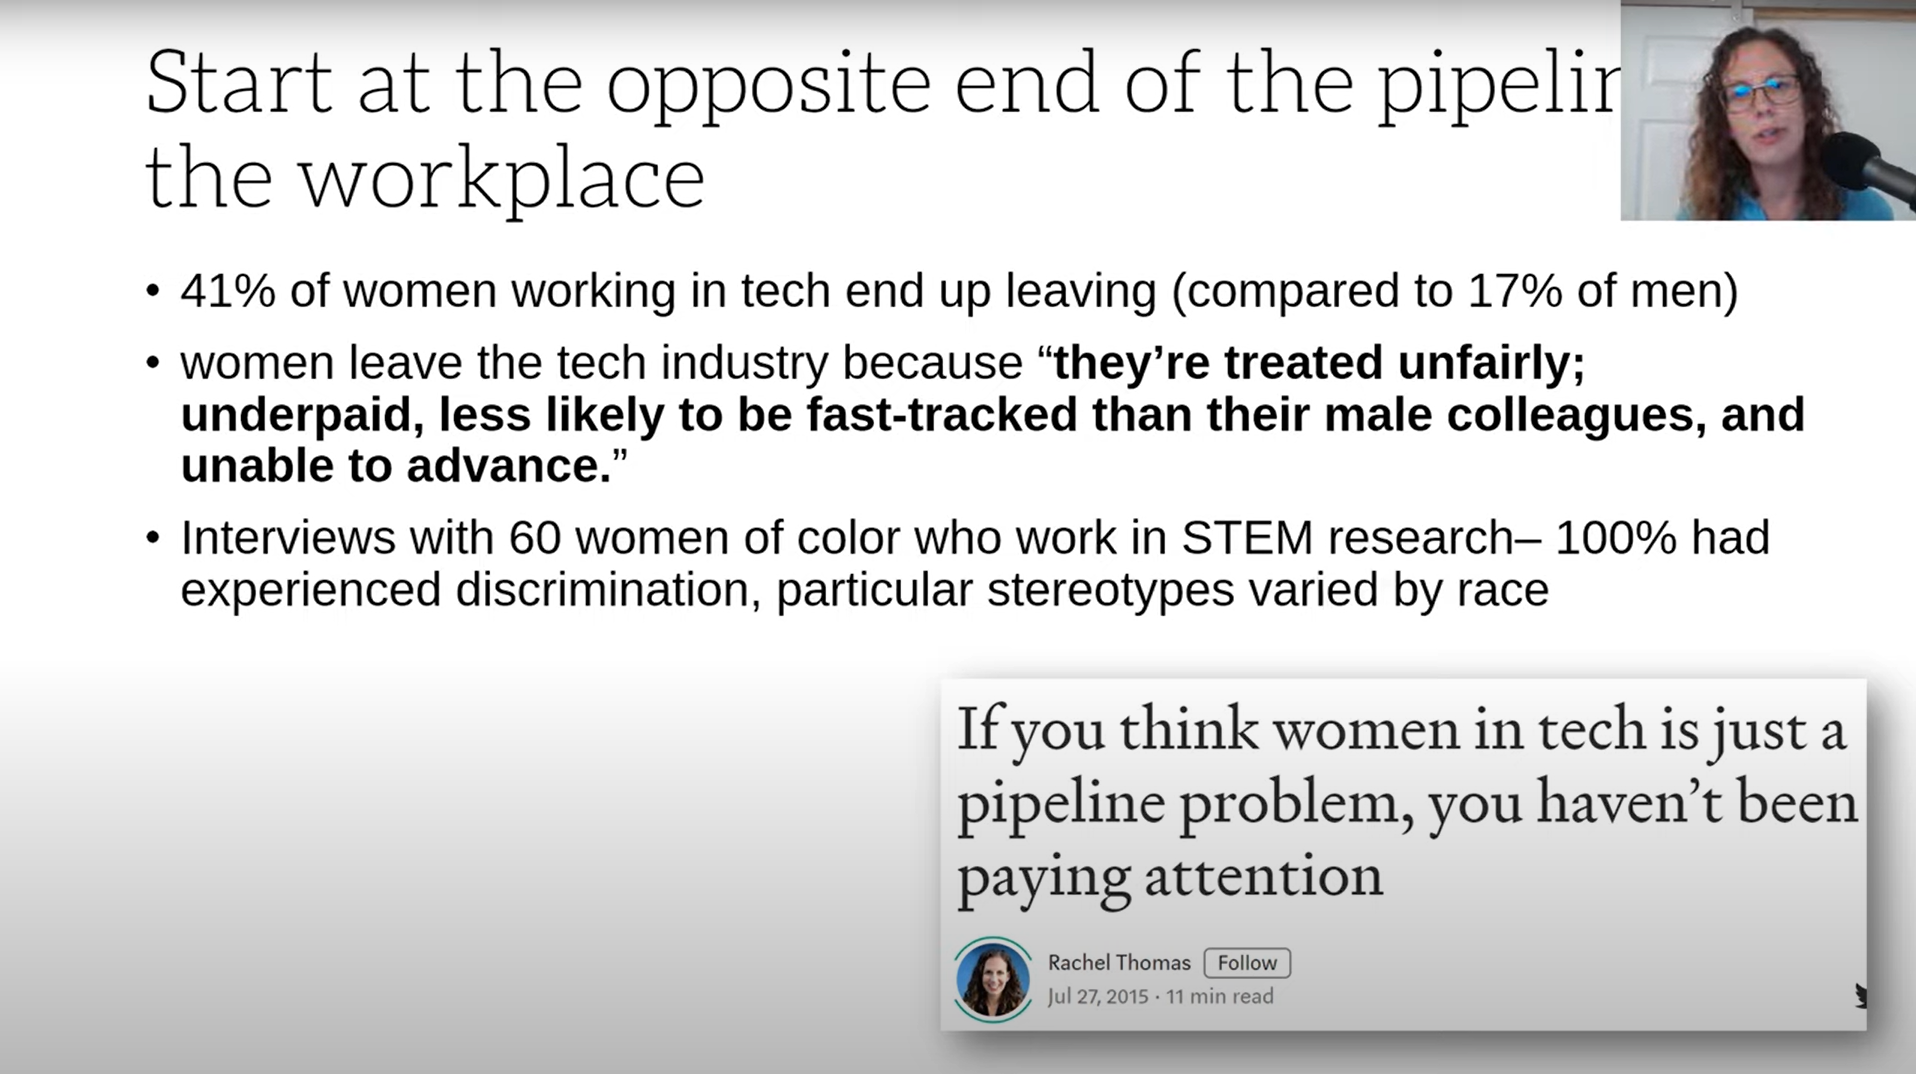 Start at the opposite end of the
the workplace
• 41% of women working in tech end up leaving (compared to 17% of men)
• women leave the tech industry because “they’re treated unfairly;
underpaid, less likely to be fast-tracked than their male colleagues, and
unable to advance.”
• Interviews with 60 women of color who work in STEM research– 100% had
experienced discrimination, particular stereotypes varied by race
If you think women in tech is just a
pipeline problem, you haven’t been
paying attention
Rachel Thomas Follow
Jul 27, 2015 · 11 min read